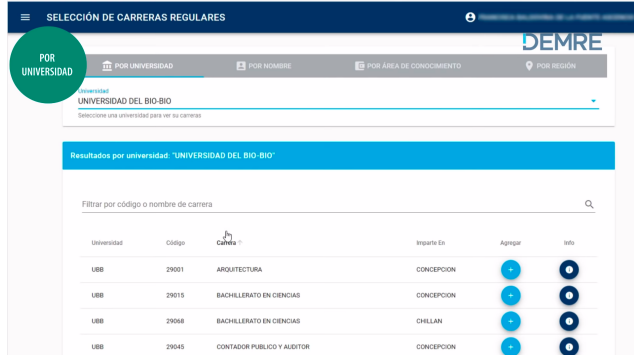 SELECCIÓN DE CARRERAS REGULARES
DEMRE
POR
UNIVERSIDAD
POR UNIVERSIDAD
POR NOMBRE
POR ÁREA DE CONOCIMIENTO
POR REGIÓN
Universidad
UNIVERSIDAD DEL BIO-BIO
Seleccione una universidad para ver su carreras
Resultados por universidad: "UNIVERSIDAD DEL BIO-BIO"
Filtrar por código o nombre de carrera
Universidad Código Carrera Imparte En Agregar Info
UBB 29001 ARQUITECTURA CONCEPCION
UBB 29015 BACHILLERATO EN CIENCIAS CONCEPCION
UBB 29068 BACHILLERATO EN CIENCIAS CHILLAN
UBB 29045 CONTADOR PUBLICO Y AUDITOR CONCEPCION